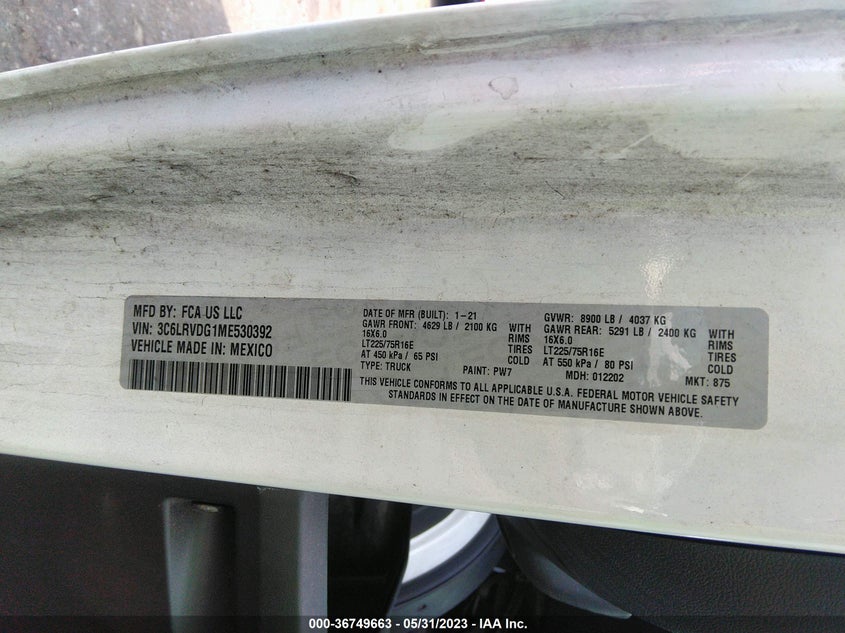 MFD BY: FCA US LLC
VIN: 3C6LRVDG1ME530392
VEHICLE MADE IN: MEXICO
DATE OF MFR (BUILT): 1-21
GAWR FRONT: 4629 LB / 2100 KG WITH
16X6.0 RIMS
LT225/75R16E TIRES
AT 450 kPa / 65 PSI COLD
TYPE: TRUCK PAINT: PW7
GVWR: 8900 LB / 4037 KG
GAWR REAR: 5291 LB / 2400 KG WITH
16X6.0 RIMS
LT225/75R16E TIRES
AT 550 kPa / 80 PSI COLD
MDH: 012202 MKT: 875
THIS VEHICLE CONFORMS TO ALL APPLICABLE U.S.A. FEDERAL MOTOR VEHICLE SAFETY
STANDARDS IN EFFECT ON THE DATE OF MANUFACTURE SHOWN ABOVE.
000-36749663 - 05/31/2023 - IAA Inc.